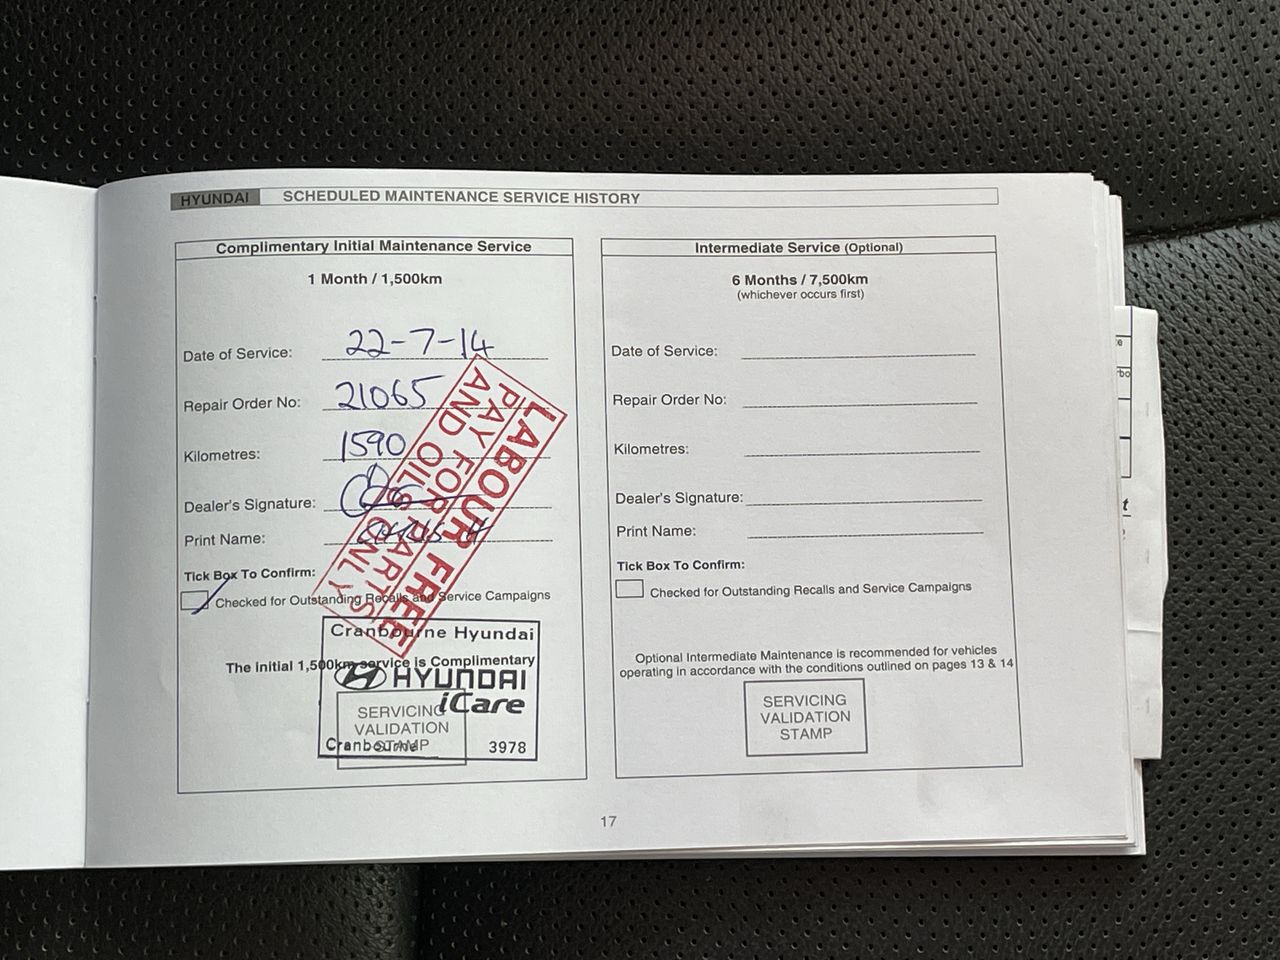 HYUNDAI SCHEDULED MAINTENANCE SERVICE HISTORY
Complimentary Initial Maintenance Service
1 Month / 1,500km
Date of Service: 22-7-14
Repair Order No: 21065
Kilometres: 1590
Dealer's Signature:
Print Name:
Tick Box To Confirm:
Checked for Outstanding Recalls and Service Campaigns
The initial 1,500km service is Complimentary
LABOUR FREE
PAY FOR PARTS
AND OILS ONLY
Cranbourne Hyundai
HYUNDAI
iCare
Cranbourne 3978
SERVICING
VALIDATION
STAMP
Intermediate Service (Optional)
6 Months / 7,500km
(whichever occurs first)
Date of Service:
Repair Order No:
Kilometres:
Dealer's Signature:
Print Name:
Tick Box To Confirm:
Checked for Outstanding Recalls and Service Campaigns
Optional Intermediate Maintenance is recommended for vehicles
operating in accordance with the conditions outlined on pages 13 & 14
SERVICING
VALIDATION
STAMP
17